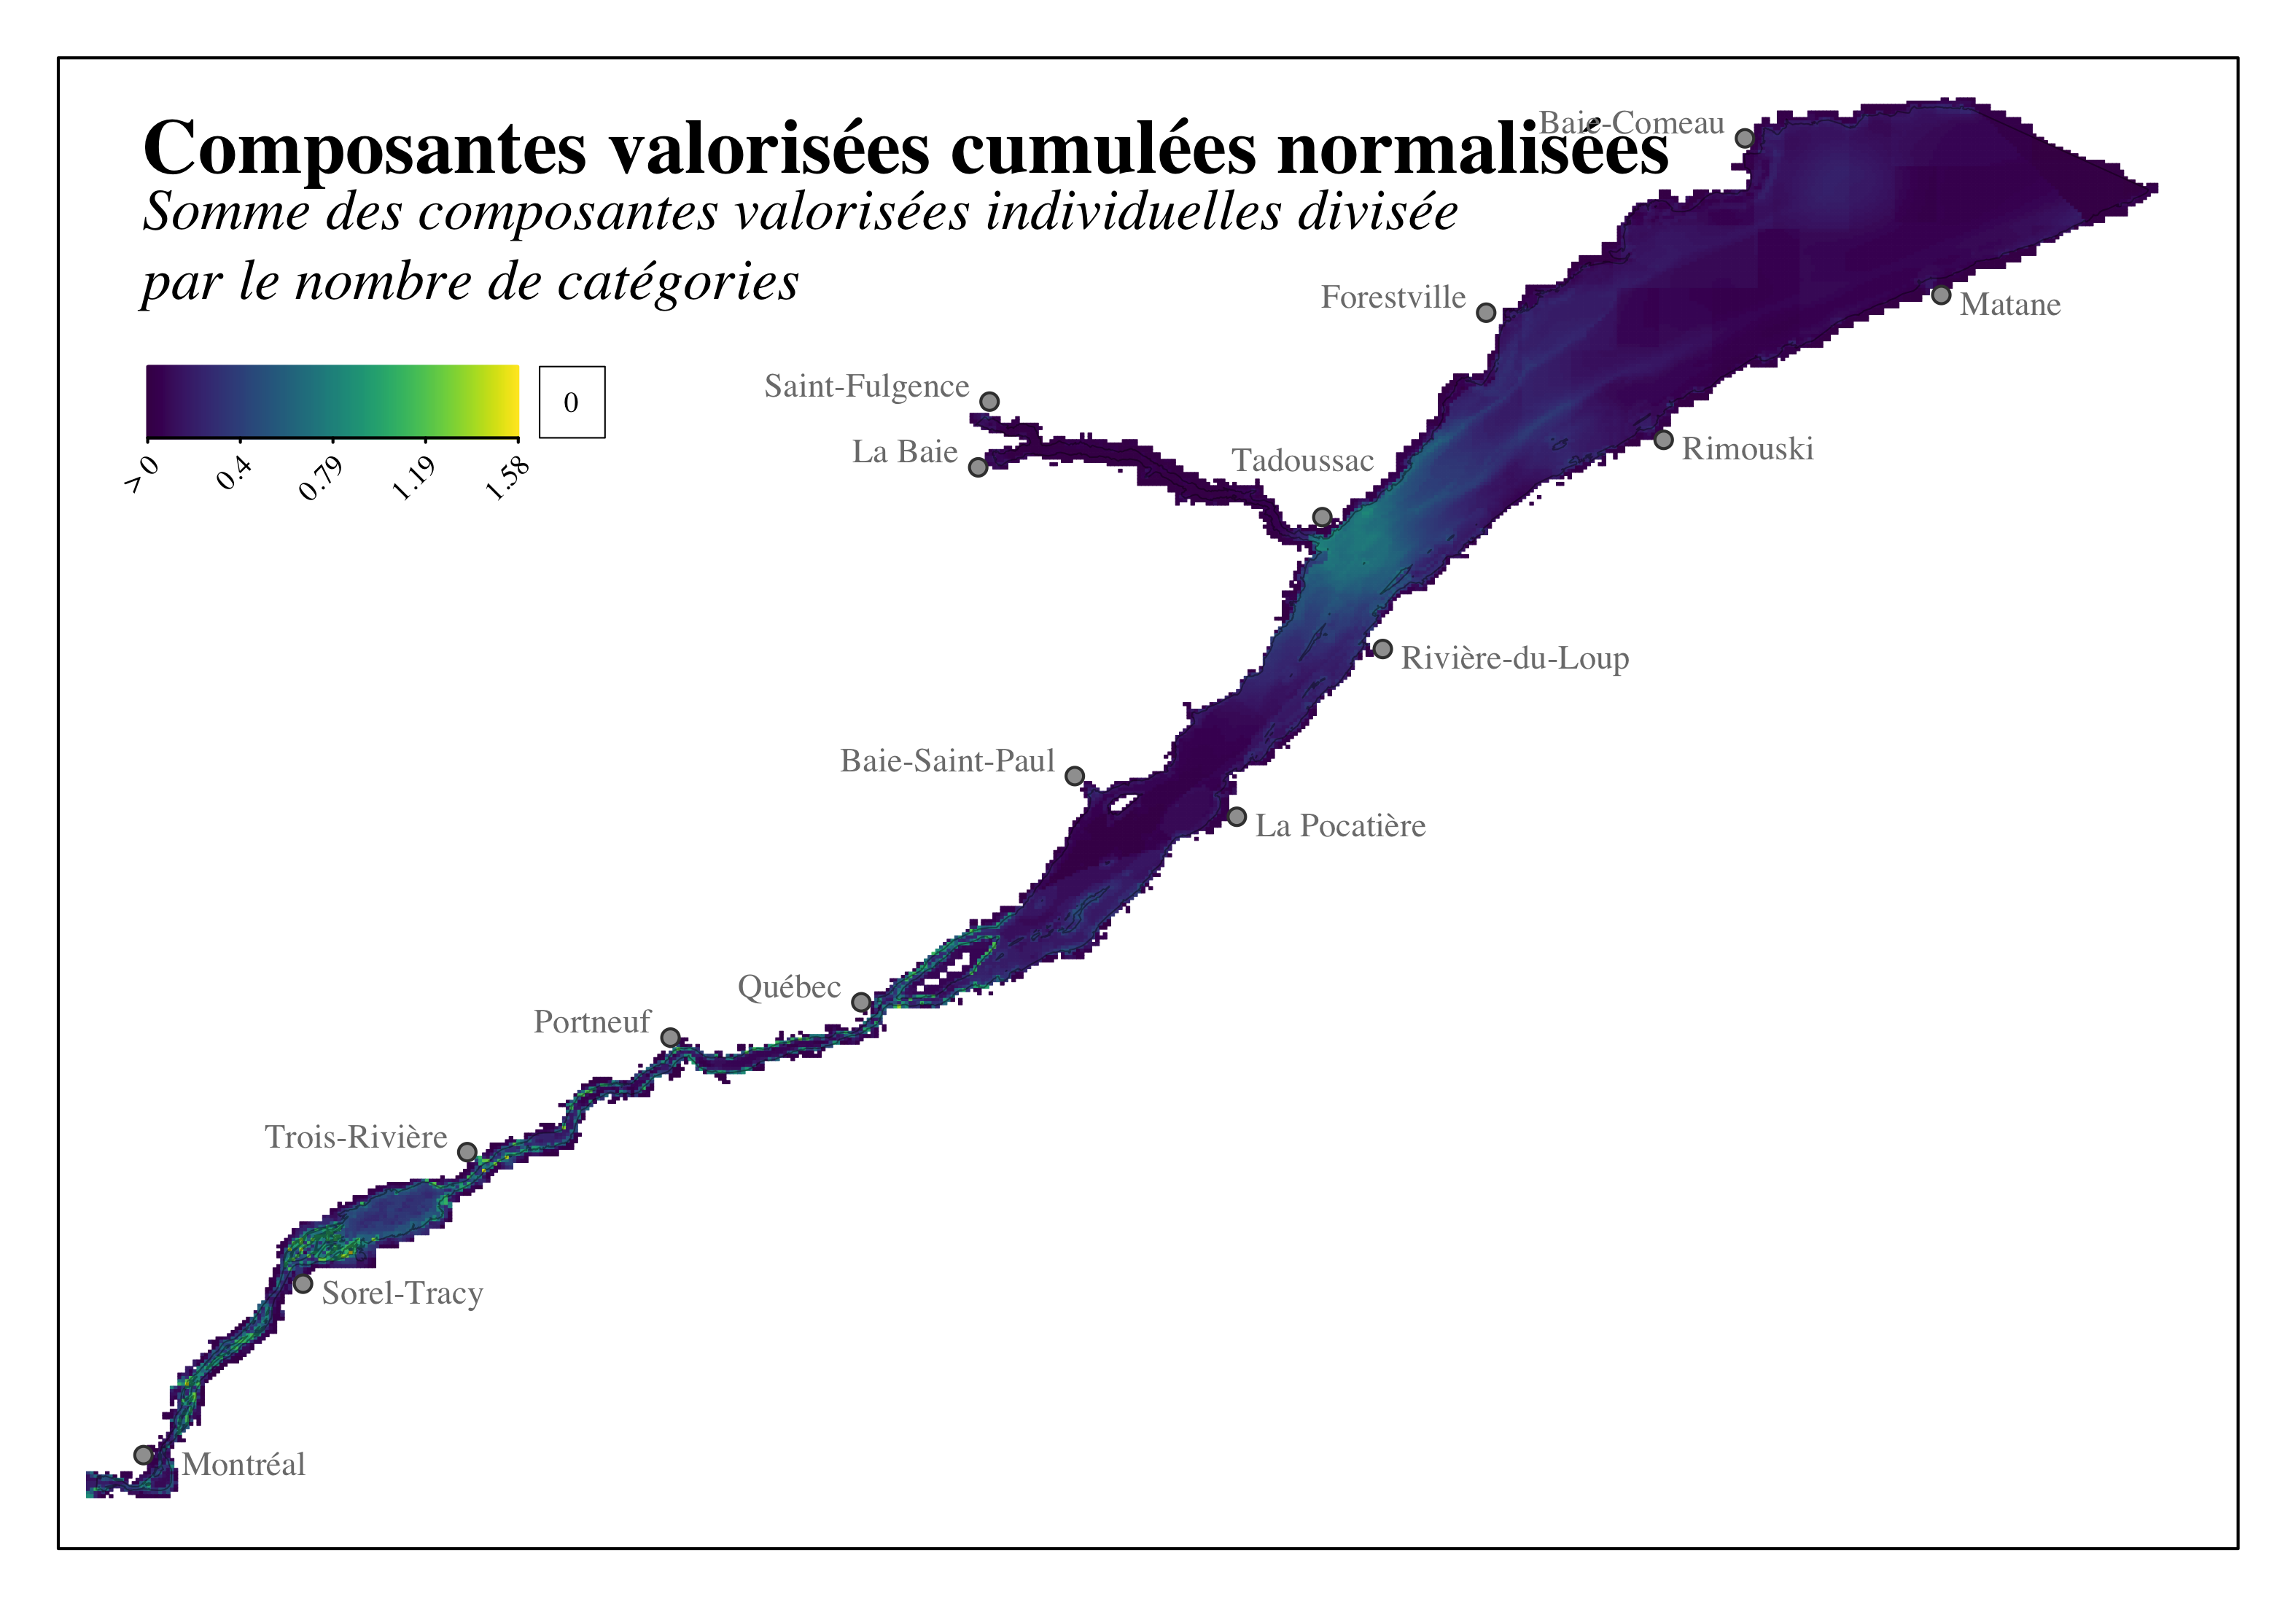 Composantes valorisées cumulées normalisées
Somme des composantes valorisées individuelles divisée
par le nombre de catégories
> 0
0.4
0.79
1.19
1.58
0
Baie-Comeau
Forestville
Matane
Saint-Fulgence
La Baie
Tadoussac
Rimouski
Rivière-du-Loup
Baie-Saint-Paul
La Pocatière
Québec
Portneuf
Trois-Rivière
Sorel-Tracy
Montréal